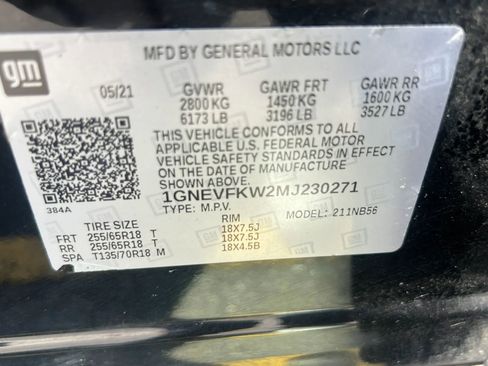 gm
MFD BY GENERAL MOTORS LLC
05/21 GVWR GAWR FRT GAWR RR
2800 KG 1450 KG 1600 KG
6173 LB 3196 LB 3527 LB
THIS VEHICLE CONFORMS TO ALL
APPLICABLE U.S. FEDERAL MOTOR
VEHICLE SAFETY STANDARDS IN EFFECT
ON THE DATE OF MANUFACTURE
SHOWN ABOVE.
1GNEVFKW2MJ230271
384A TYPE: M.P.V. MODEL: 211NB56
TIRE SIZE RIM
FRT 255/65R18 T 18X7.5J
RR 255/65R18 T 18X7.5J
SPA T135/70R18 M 18X4.5B